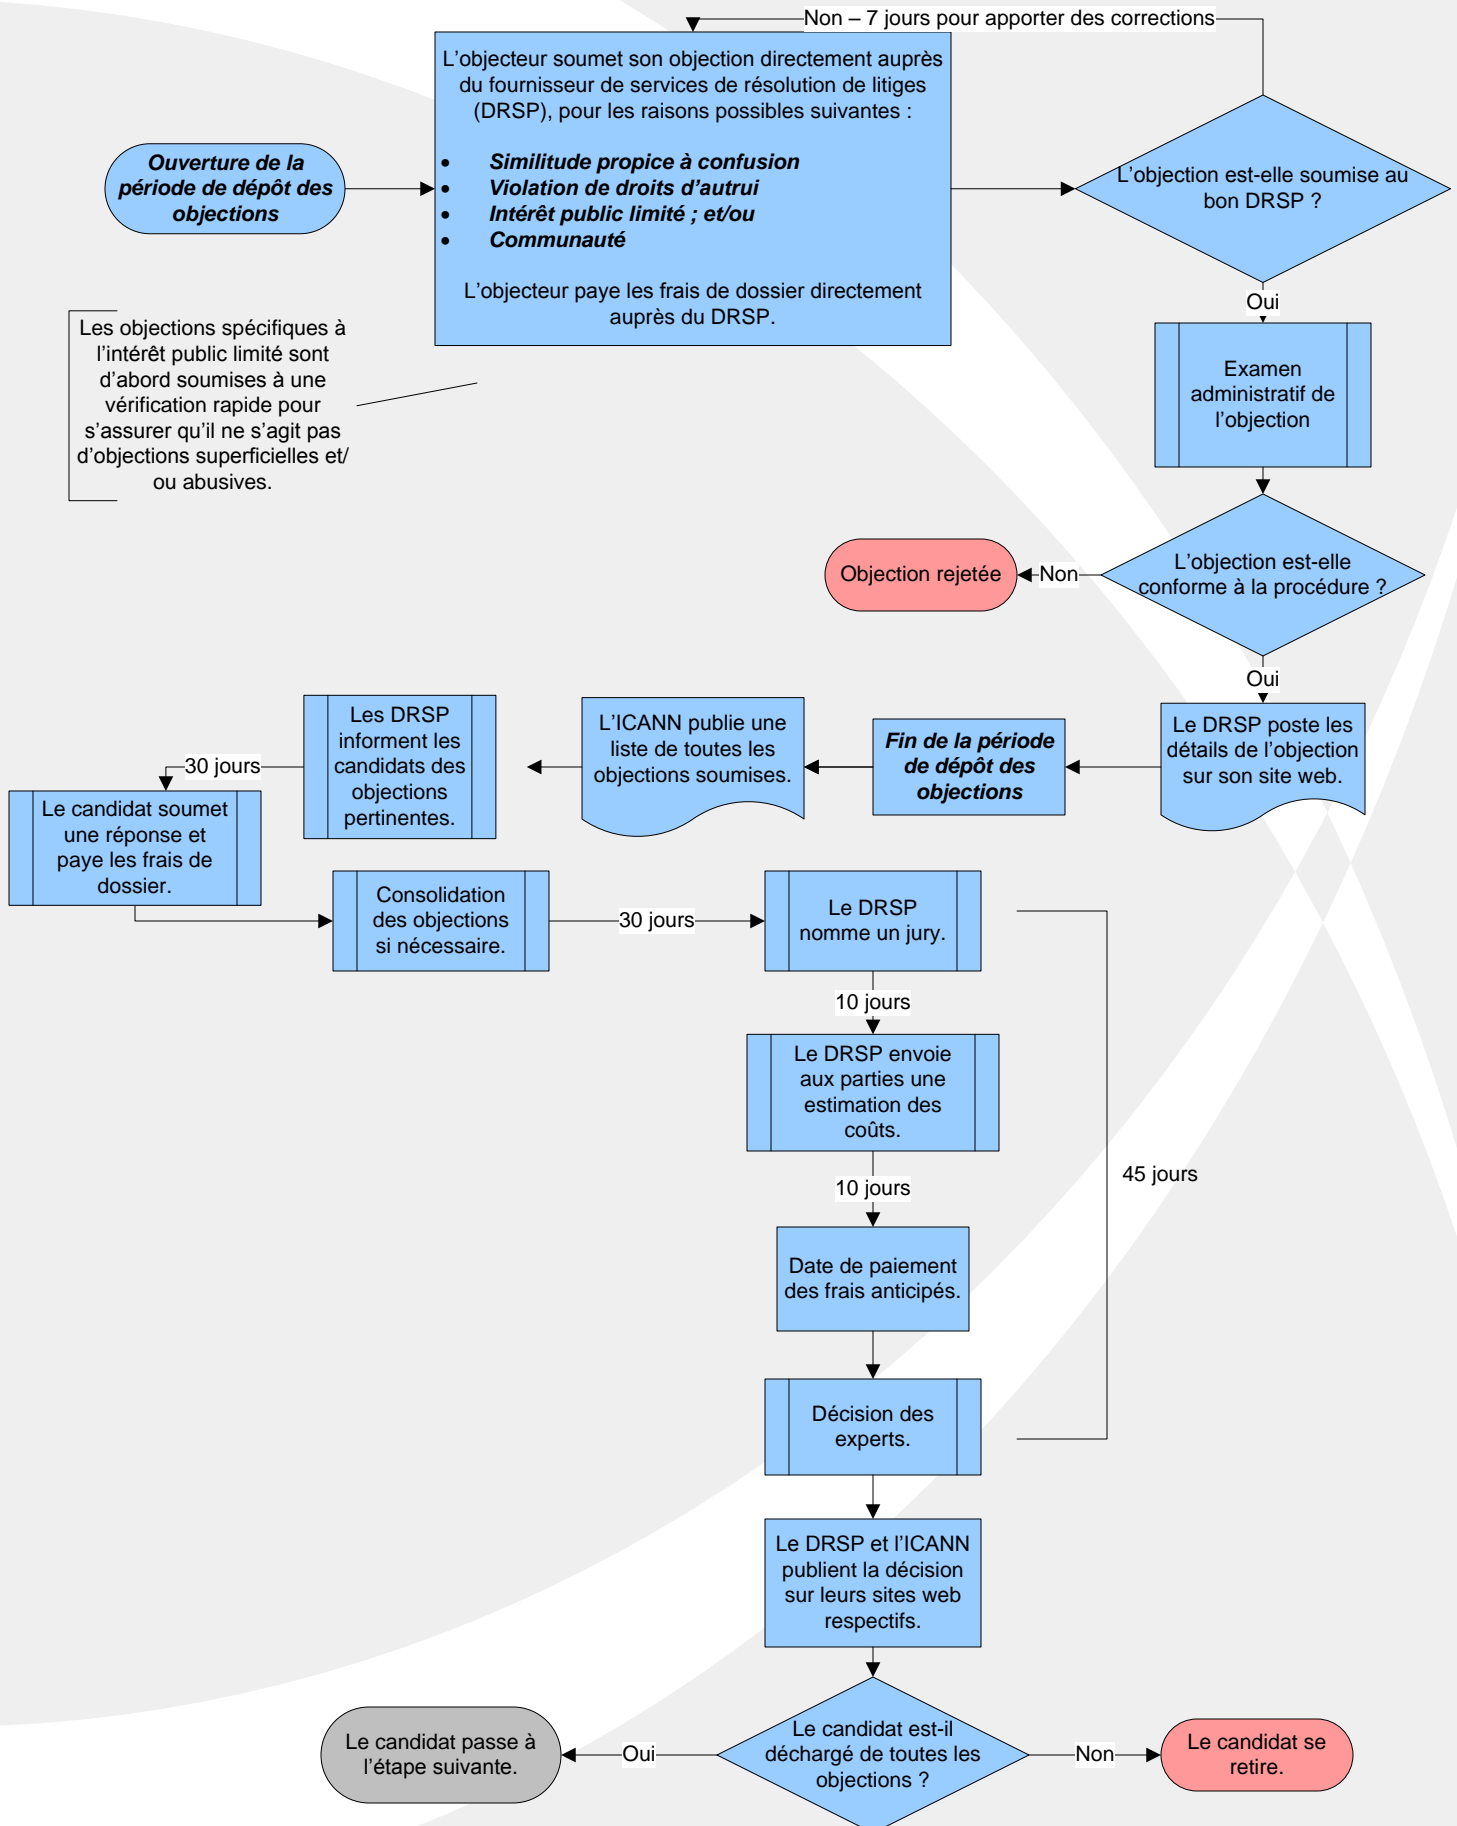 Non – 7 jours pour apporter des corrections
L’objecteur soumet son objection directement auprès
du fournisseur de services de résolution de litiges
(DRSP), pour les raisons possibles suivantes :
• Similitude propice à confusion
• Violation de droits d’autrui
• Intérêt public limité ; et/ou
• Communauté
L’objecteur paye les frais de dossier directement
auprès du DRSP.
Ouverture de la
période de dépôt des
objections
L’objection est-elle soumise au
bon DRSP ?
Oui
Les objections spécifiques à
l’intérêt public limité sont
d’abord soumises à une
vérification rapide pour
s’assurer qu’il ne s’agit pas
d’objections superficielles et/
ou abusives.
Examen
administratif de
l’objection
L’objection est-elle
conforme à la procédure ?
Non
Objection rejetée
Oui
Le DRSP poste les
détails de l’objection
sur son site web.
Fin de la période
de dépôt des
objections
L’ICANN publie une
liste de toutes les
objections soumises.
Les DRSP
informent les
candidats des
objections
pertinentes.
30 jours
Le candidat soumet
une réponse et
paye les frais de
dossier.
Consolidation
des objections
si nécessaire.
30 jours
Le DRSP
nomme un jury.
10 jours
Le DRSP envoie
aux parties une
estimation des
coûts.
10 jours
45 jours
Date de paiement
des frais anticipés.
Décision des
experts.
Le DRSP et l’ICANN
publient la décision
sur leurs sites web
respectifs.
Le candidat est-il
déchargé de toutes les
objections ?
Oui
Le candidat passe à
l’étape suivante.
Non
Le candidat se
retire.